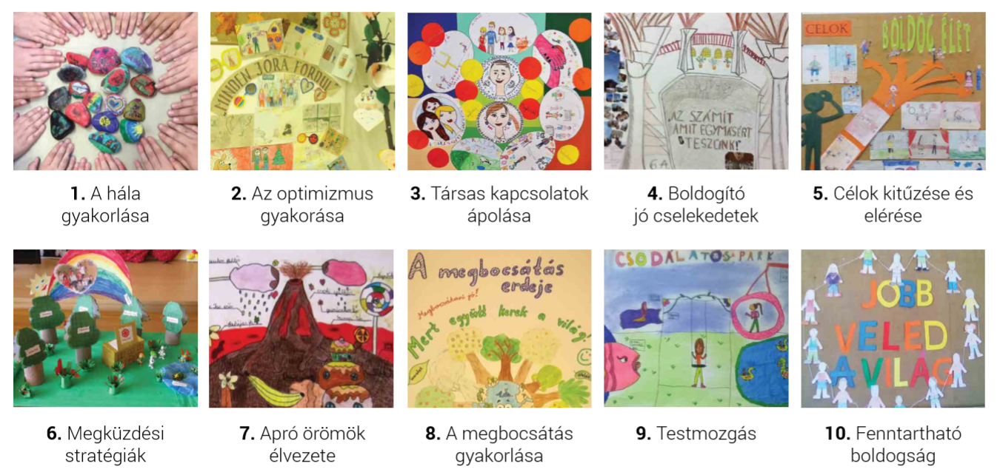 MINDEN JÓRA FORDUL
AZ SZÁMÍT
AMIT EGYMÁSÉRT
TESZÜNK!
6.A
CÉLOK
BOLDOG ÉLET
1. A hála
gyakorlása
2. Az optimizmus
gyakorása
3. Társas kapcsolatok
ápolása
4. Boldogító
jó cselekedetek
5. Célok kitűzése és
elérése
A megbocsátás
erdeje
Megbocsátani jó!
Mert együtt kerek a világ!
CSODÁLATOS PARK
JOBB
VELED
A VILÁG
6. Megküzdési
stratégiák
7. Apró örömök
élvezete
8. A megbocsátás
gyakorlása
9. Testmozgás
10. Fenntartható
boldogság